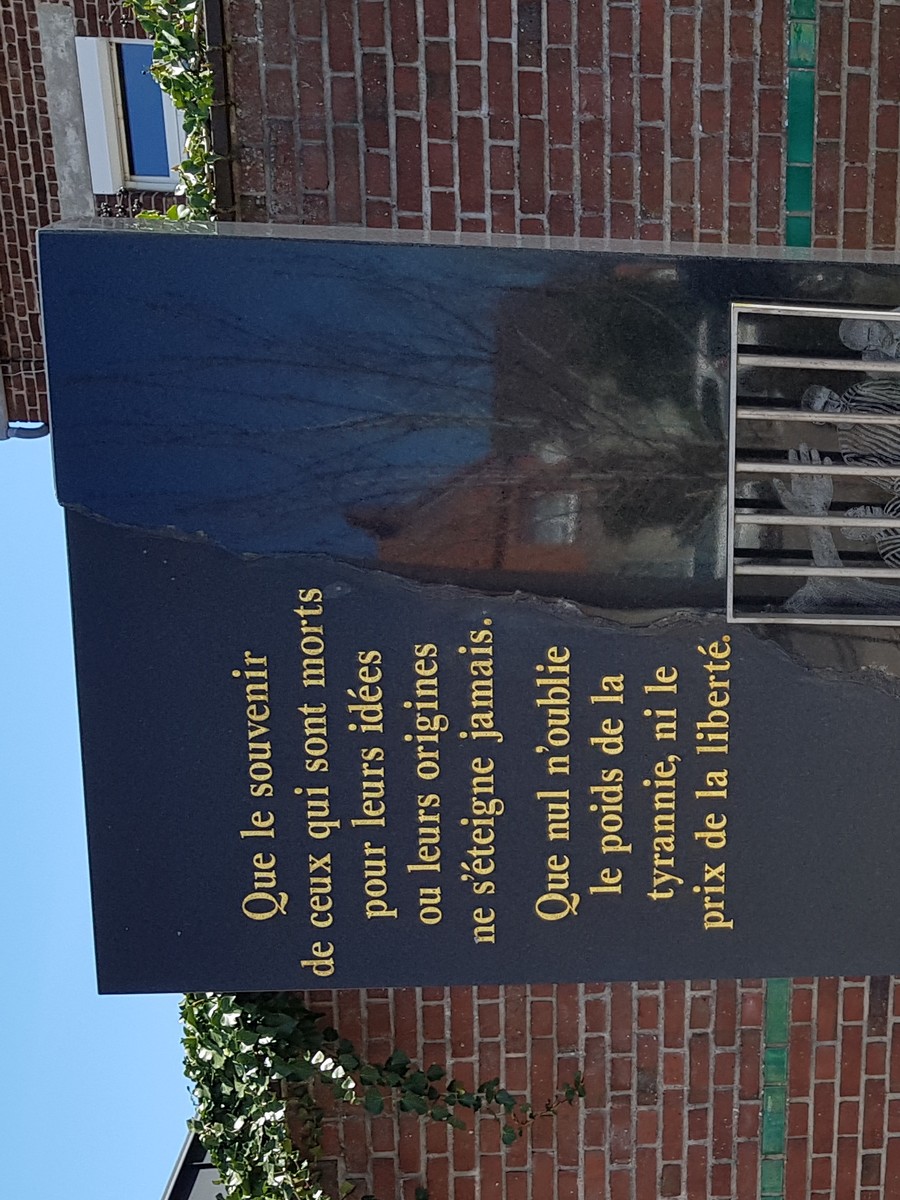 Que le souvenir
de ceux qui sont morts
pour leurs idées
ou leurs origines
ne s'éteigne jamais.
Que nul n'oublie
le poids de la
tyrannie, ni le
prix de la liberté.